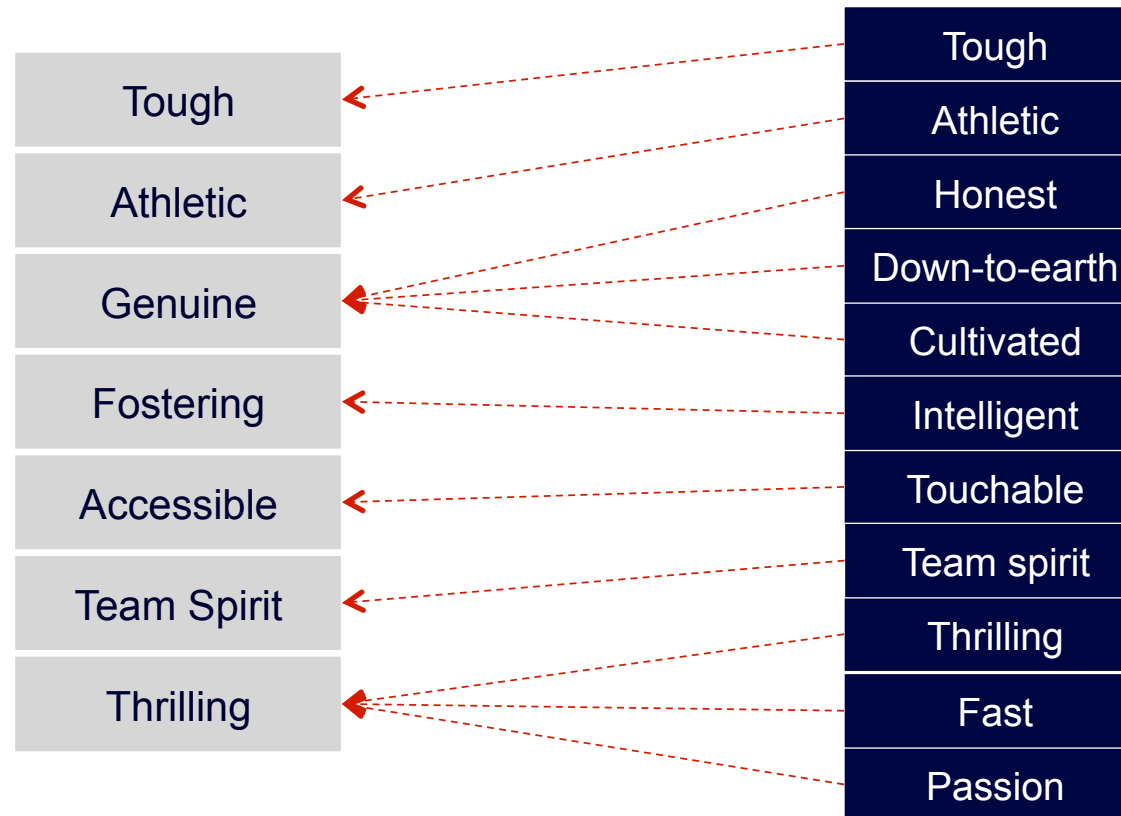 Tough
Athletic
Genuine
Fostering
Accessible
Team Spirit
Thrilling
Tough
Athletic
Honest
Down-to-earth
Cultivated
Intelligent
Touchable
Team spirit
Thrilling
Fast
Passion